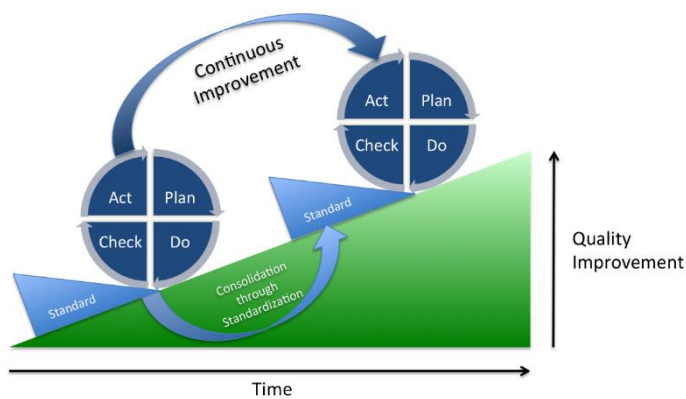 Continuous
Improvement
Act
Plan
Check
Do
Standard
Act
Plan
Check
Do
Standard
Consolidation
through
Standardization
Quality
Improvement
Time